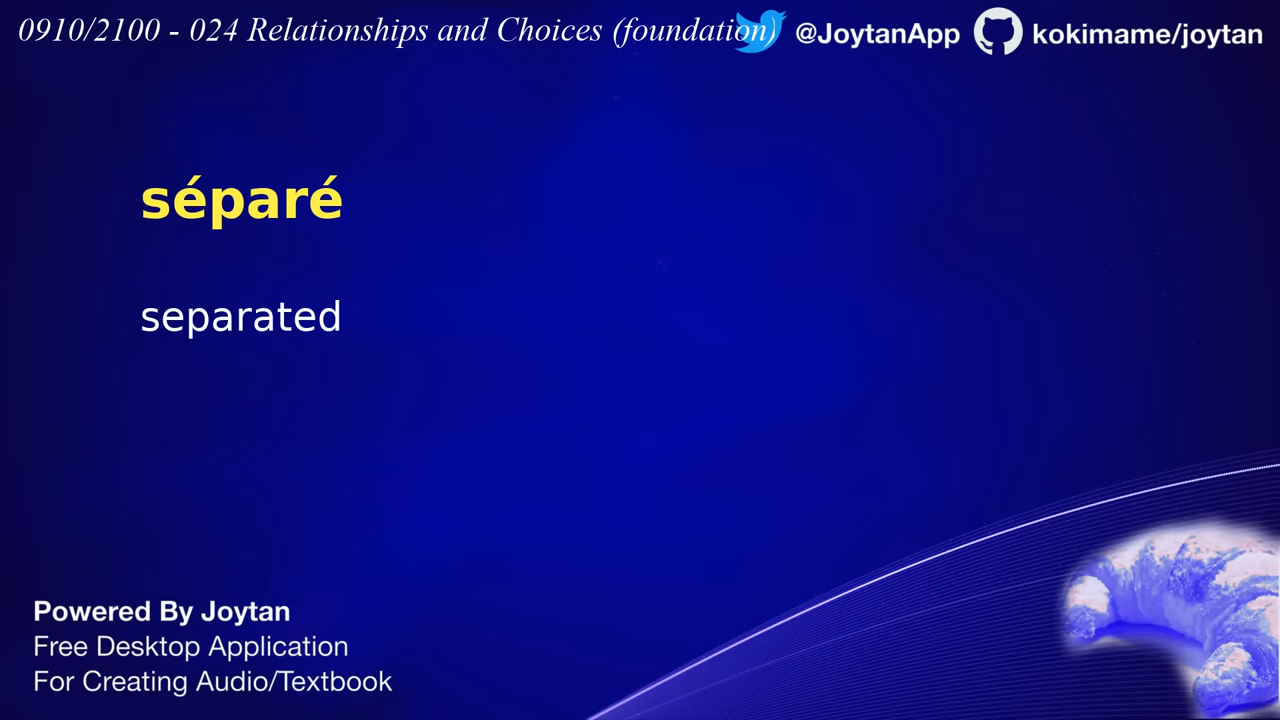 0910/2100 - 024 Relationships and Choices (foundation)
@JoytanApp
kokimame/joytan
séparé
separated
Powered By Joytan
Free Desktop Application
For Creating Audio/Textbook